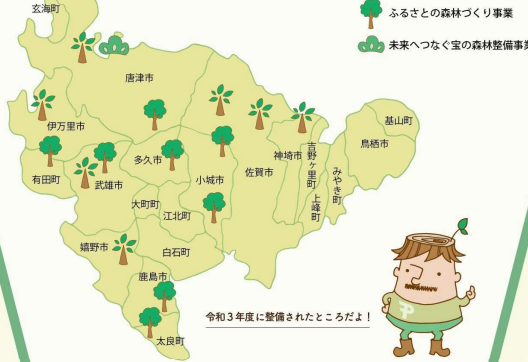 玄海町
ふるさとの森林づくり事業
未来へつなぐ宝の森林整備事業
唐津市
伊万里市
基山町
鳥栖市
吉野ヶ里町
神埼市
みやき町
上峰町
有田町
武雄市
多久市
小城市
佐賀市
大町町
江北町
嬉野市
白石町
鹿島市
太良町
令和３年度に整備されたところだよ！